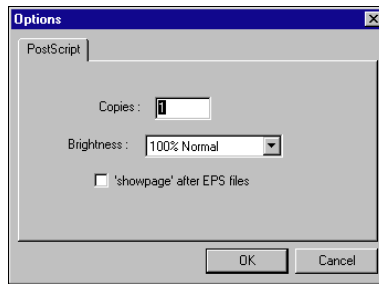 Options
PostScript
Copies : 1
Brightness : 100% Normal
'showpage' after EPS files
OK Cancel